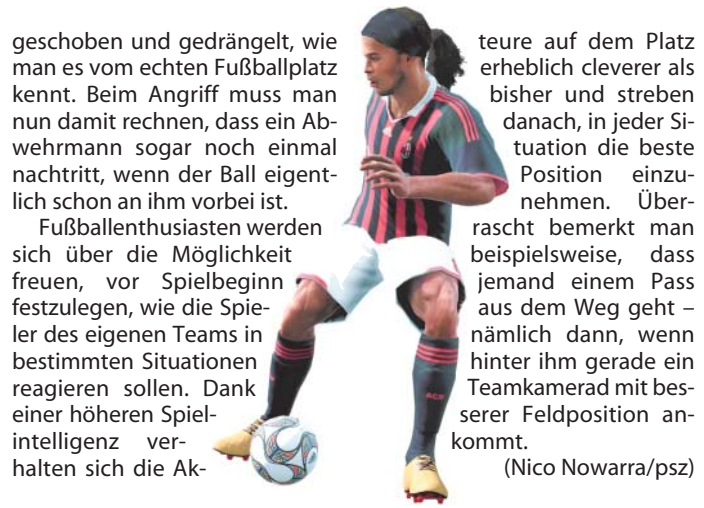 geschoben und gedrängelt, wie
man es vom echten Fußballplatz
kennt. Beim Angriff muss man
nun damit rechnen, dass ein Ab-
wehrmann sogar noch einmal
nachtritt, wenn der Ball eigent-
lich schon an ihm vorbei ist.
Fußballenthusiasten werden
sich über die Möglichkeit
freuen, vor Spielbeginn
festzulegen, wie die Spie-
ler des eigenen Teams in
bestimmten Situationen
reagieren sollen. Dank
einer höheren Spiel-
intelligenz ver-
halten sich die Ak-
teure auf dem Platz
erheblich cleverer als
bisher und streben
danach, in jeder Si-
tuation die beste
Position einzu-
nehmen. Über-
rascht bemerkt man
beispielsweise, dass
jemand einem Pass
aus dem Weg geht –
nämlich dann, wenn
hinter ihm gerade ein
Teamkamerad mit bes-
serer Feldposition an-
kommt.
(Nico Nowarra/psz)